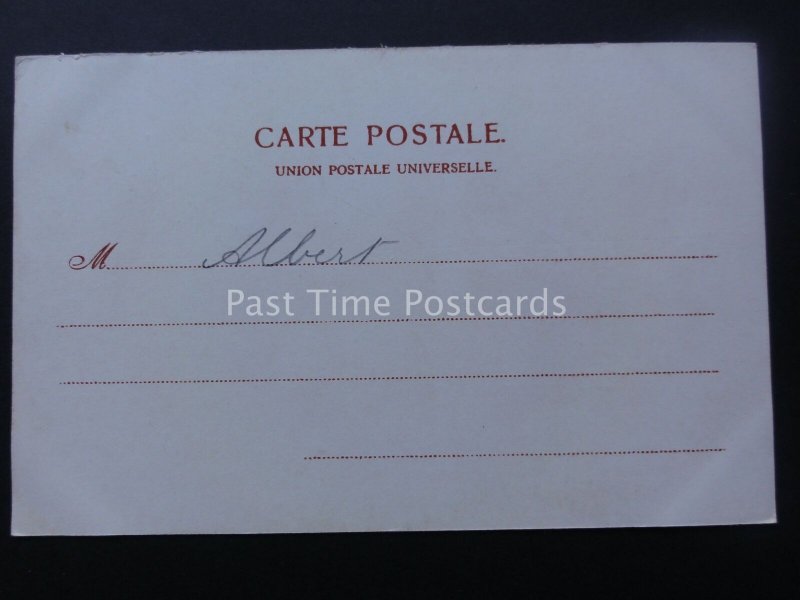 CARTE POSTALE.
UNION POSTALE UNIVERSELLE.
M Albert
Past Time Postcards